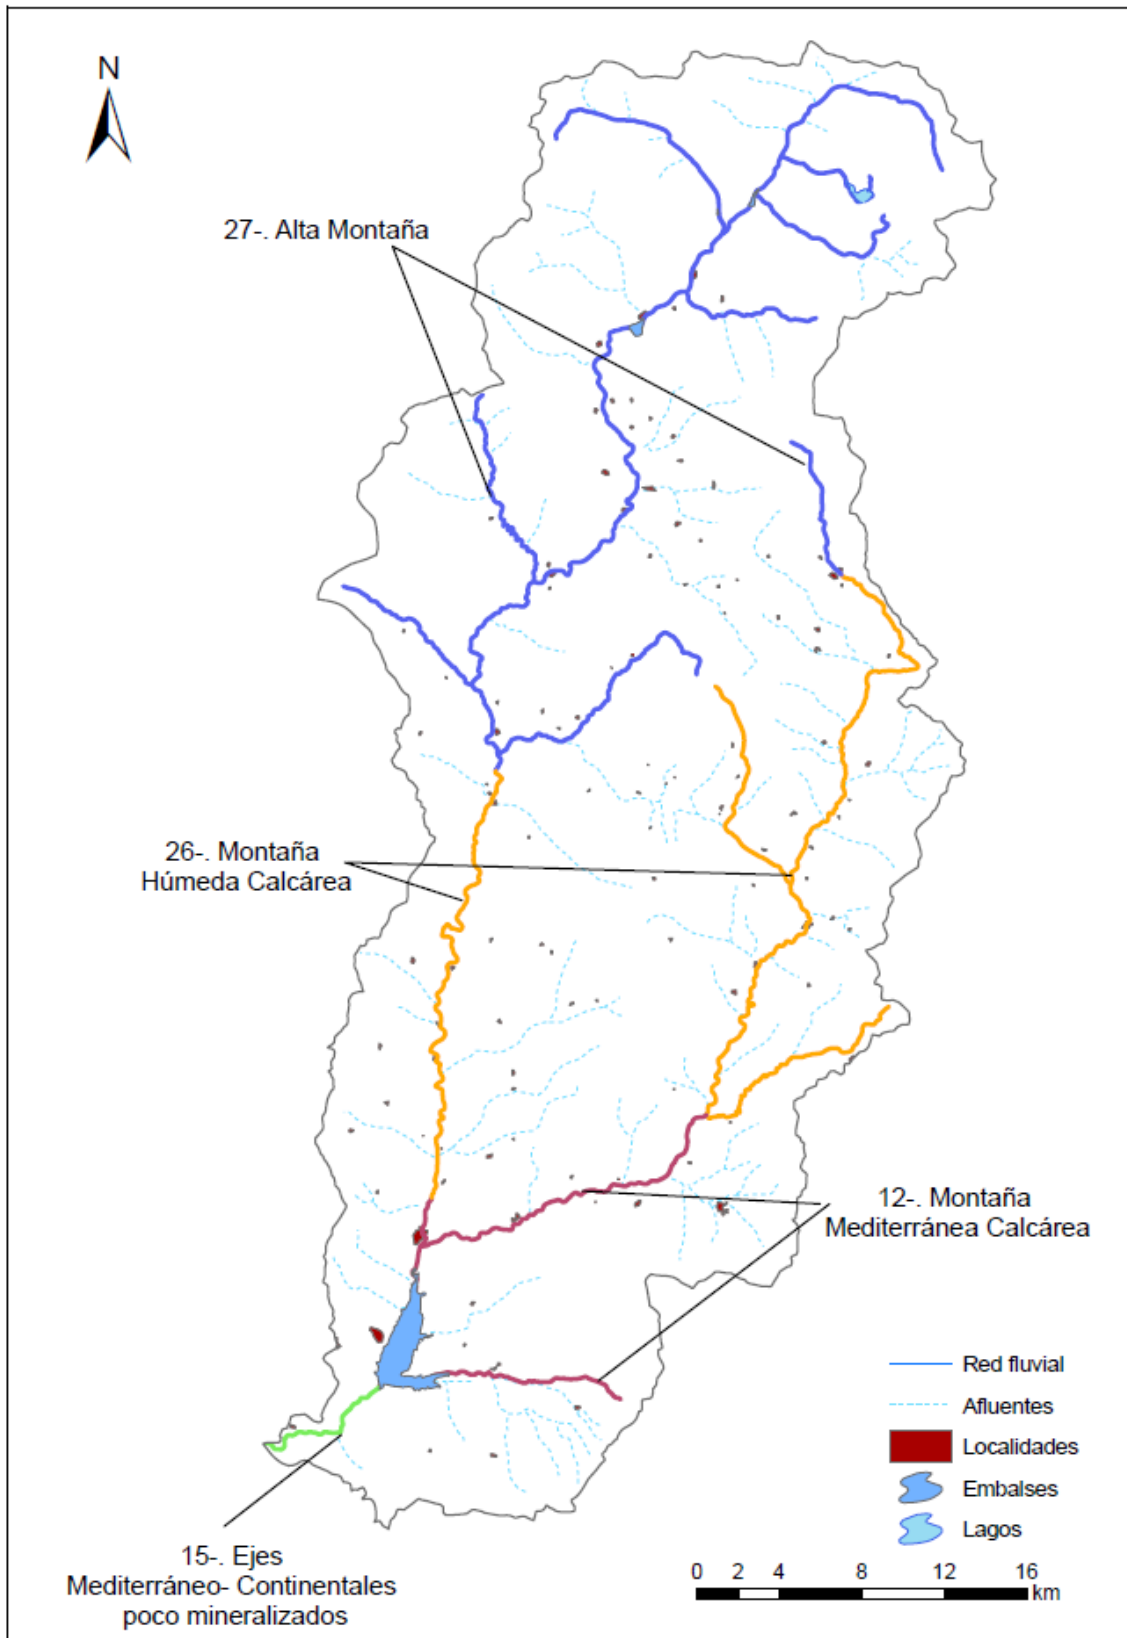 N
27-. Alta Montaña
26-. Montaña
Húmeda Calcárea
12-. Montaña
Mediterránea Calcárea
Red fluvial
Afluentes
Localidades
Embalses
Lagos
15-. Ejes
Mediterráneo- Continentales
poco mineralizados
0 2 4 8 12 16
km